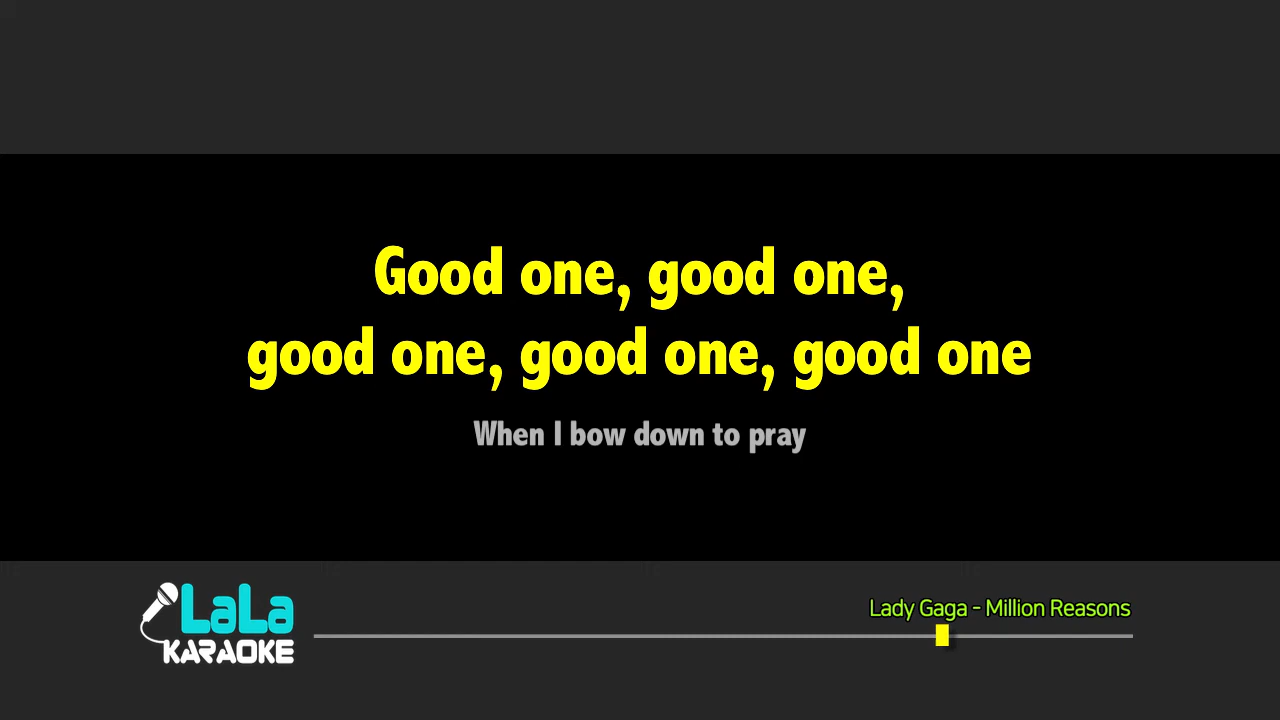 Good one, good one,
good one, good one, good one
When I bow down to pray
Lady Gaga - Million Reasons
LaLa
KARAOKE